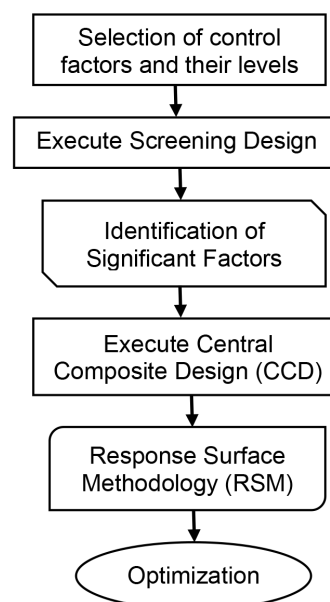 Selection of control
factors and their levels
Execute Screening Design
Identification of
Significant Factors
Execute Central
Composite Design (CCD)
Response Surface
Methodology (RSM)
Optimization